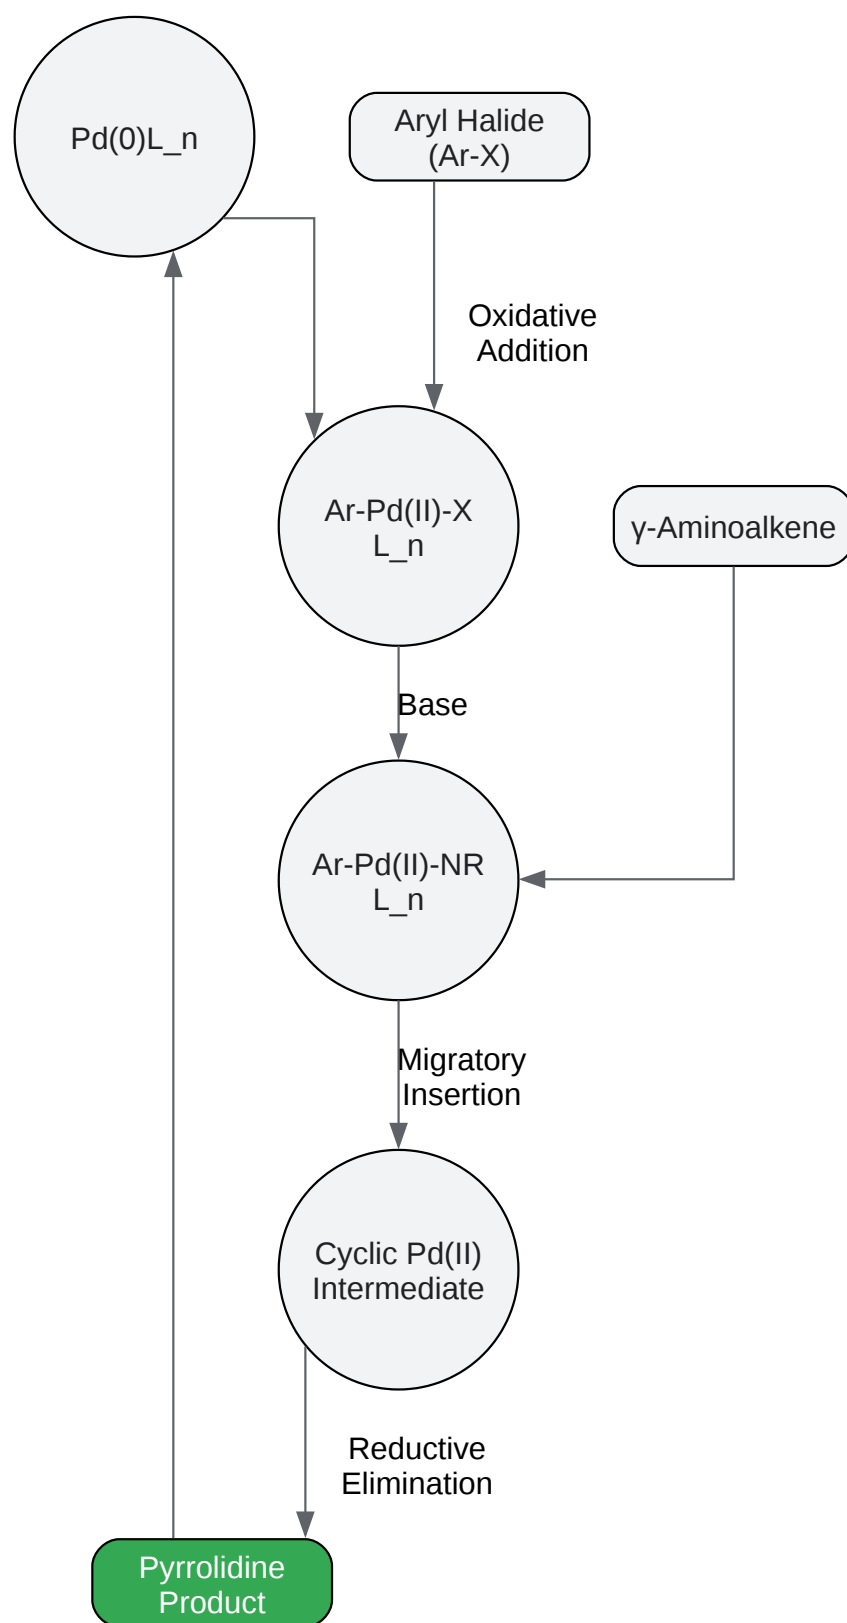 Pd(0)L_n
Aryl Halide
(Ar-X)
Oxidative
Addition
Ar-Pd(II)-X
L_n
γ-Aminoalkene
Base
Ar-Pd(II)-NR
L_n
Migratory
Insertion
Cyclic Pd(II)
Intermediate
Reductive
Elimination
Pyrrolidine
Product